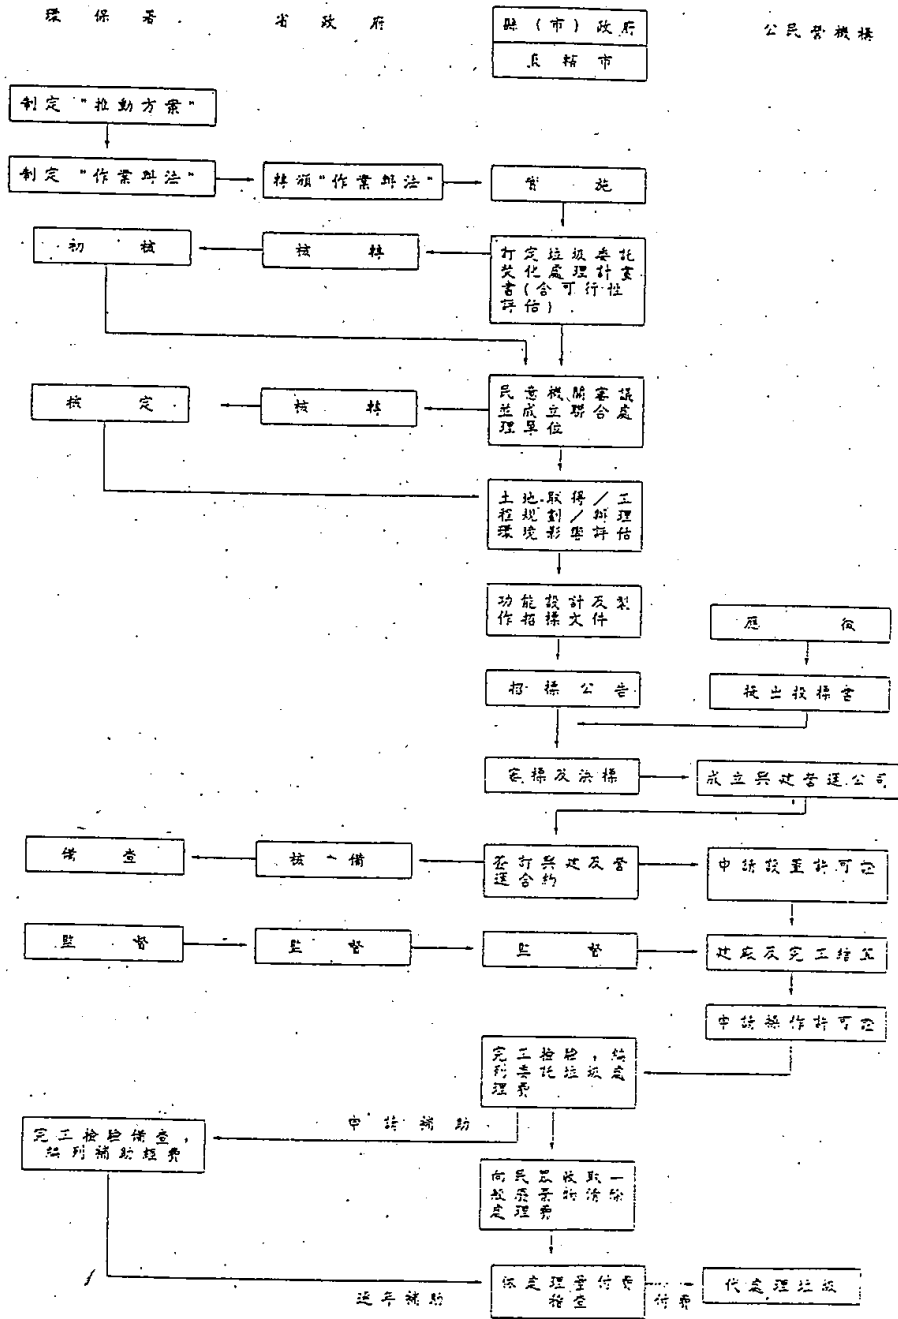 環保署
省政府
縣（市）政府
直轄市
公民營機構
制定“推動方案”
制定“作業辦法”
轉頒“作業辦法”
實施
初核
核轉
訂定垃圾委託
焚化處理計畫
書(含可行性
評估)
核定
核轉
民意機關審議
並成立聯合處
理單位
土地取得／工
程規劃／辦理
環境影響評估
功能設計及製
作招標文件
應徵
招標公告
提出投標書
審標及決標
成立興建營運公司
備查
核備
簽訂興建及營
運合約
申請設置許可證
監督
監督
監督
建廠及完工結算
申請操作許可證
完工檢驗，編
列委託垃圾處
理費
申請補助
完工檢驗備查，
編列補助經費
向民眾收取一
般廢棄物清除
處理費
逐年補助
依處理量付費
稽查
付費
代處理垃圾